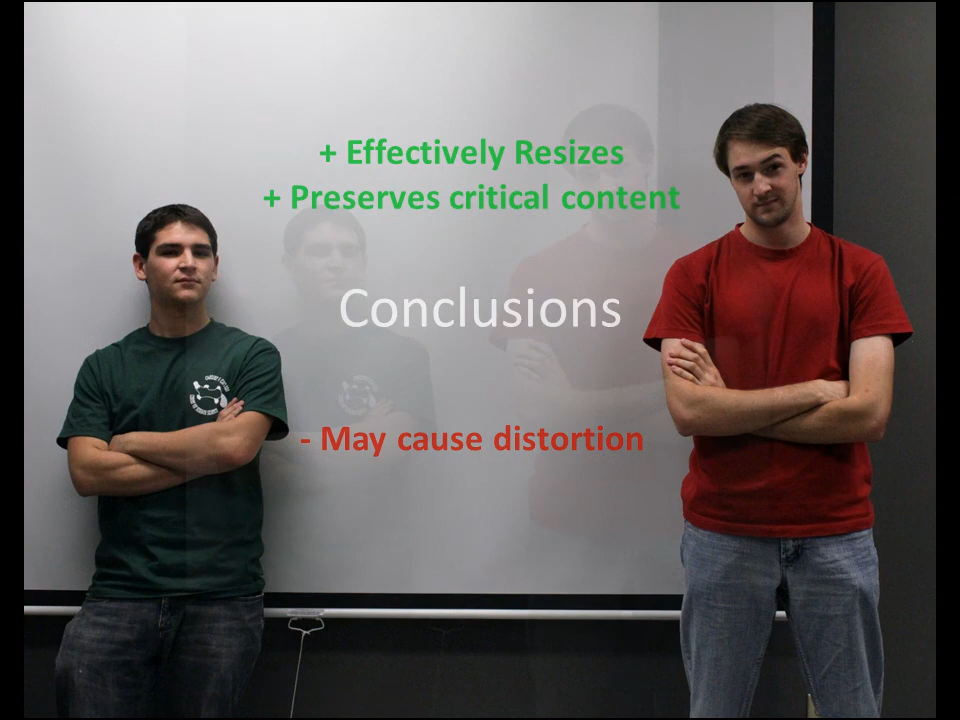 + Effectively Resizes
+ Preserves critical content
Conclusions
- May cause distortion